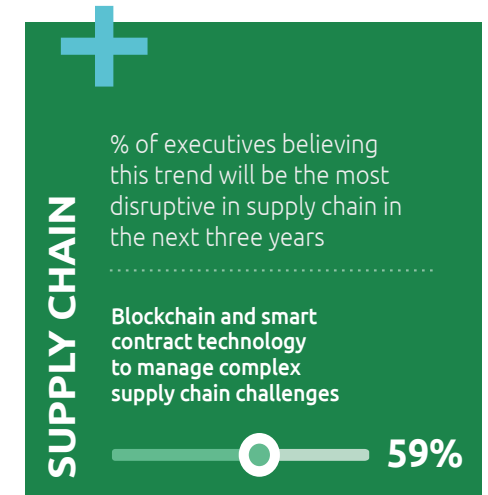 SUPPLY CHAIN
% of executives believing
this trend will be the most
disruptive in supply chain in
the next three years
Blockchain and smart
contract technology
to manage complex
supply chain challenges
59%